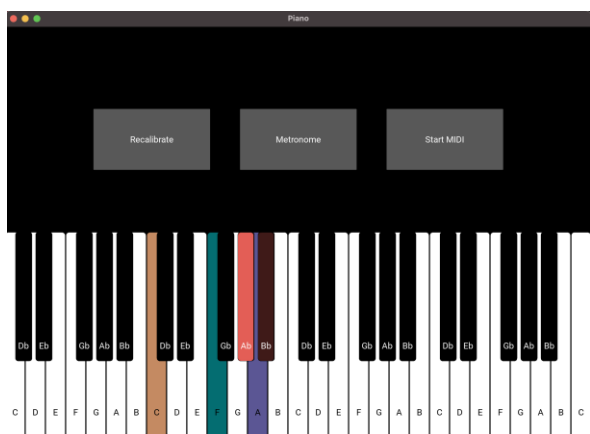 Piano
Recalibrate Metronome Start MIDI
Db Eb Gb Ab Bb Db Eb Gb Ab Bb Db Eb Gb Ab Bb Db Eb Gb Ab Bb
C D E F G A B C D E F G A B C D E F G A B C D E F G A B C